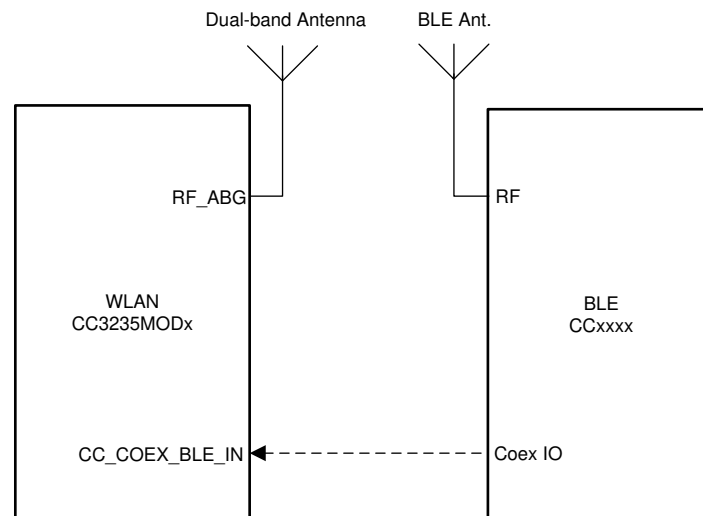 Dual-band Antenna
BLE Ant.
RF_ABG
RF
WLAN
CC3235MODx
BLE
CCxxxx
CC_COEX_BLE_IN
Coex IO